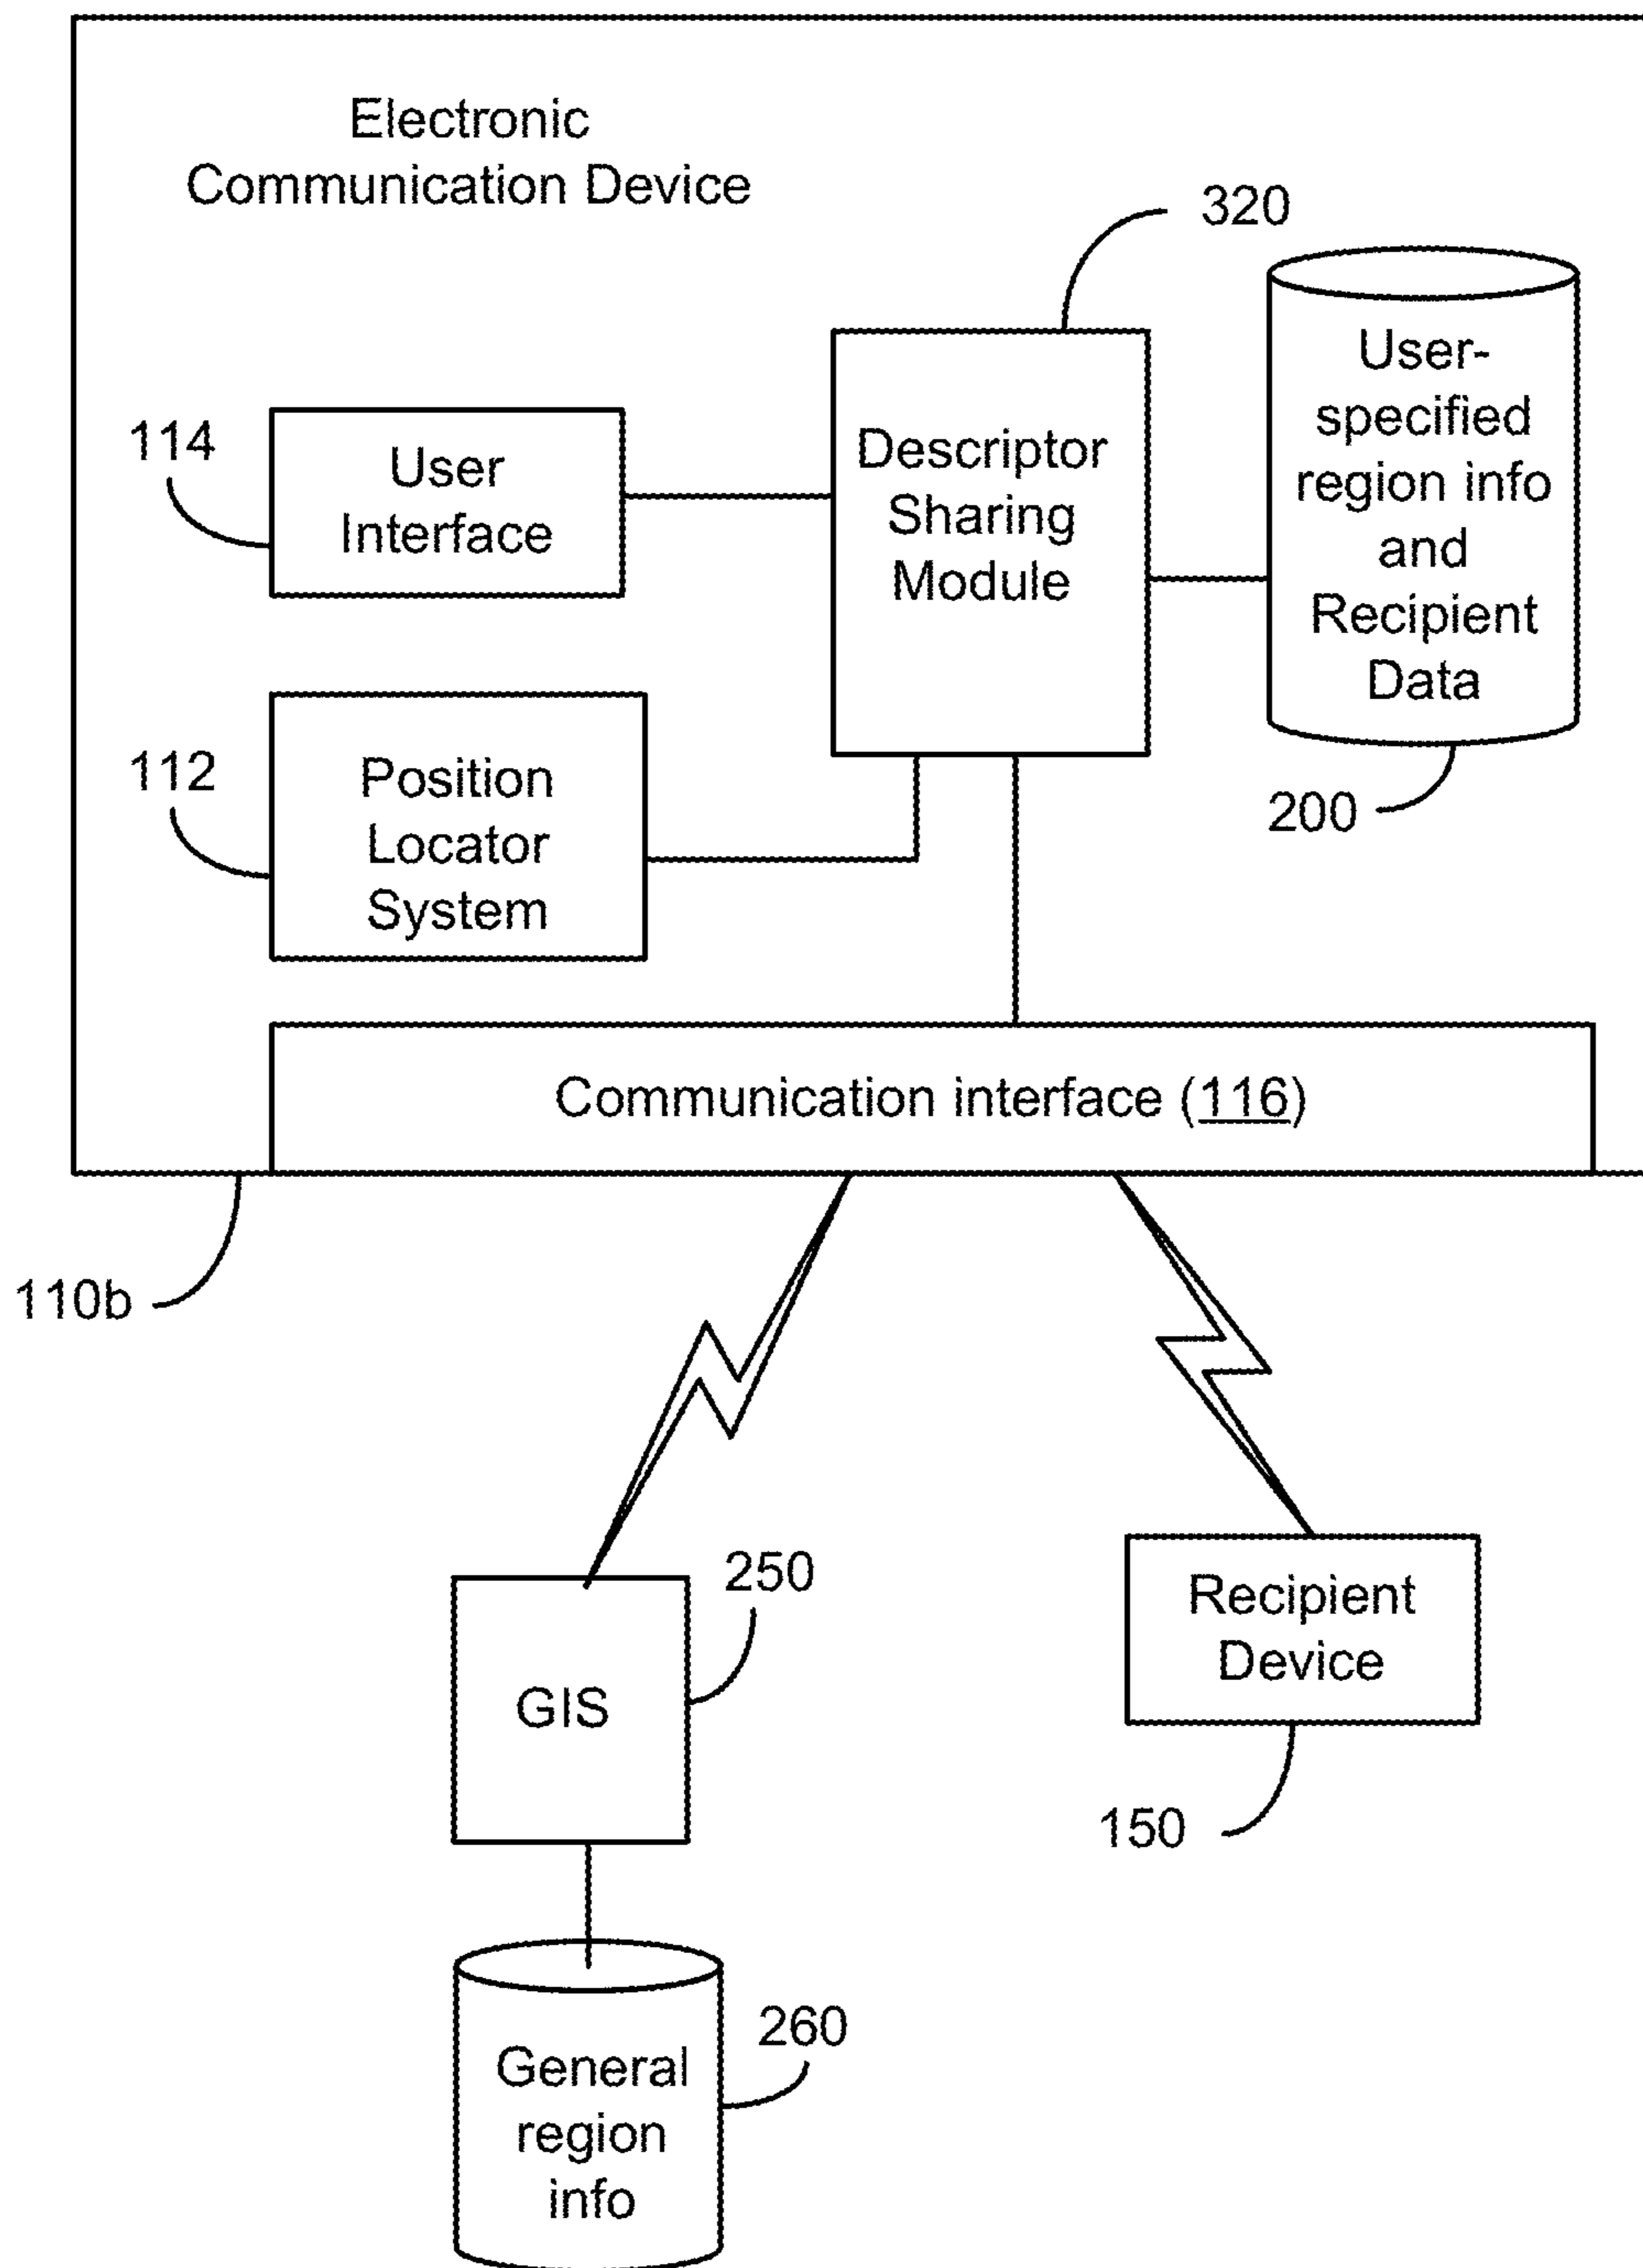 Electronic
Communication Device
320
User-
specified
region info
and
Recipient
Data
200
114
User
Interface
Descriptor
Sharing
Module
112
Position
Locator
System
Communication interface (116)
110b
250
GIS
Recipient
Device
150
260
General
region
info